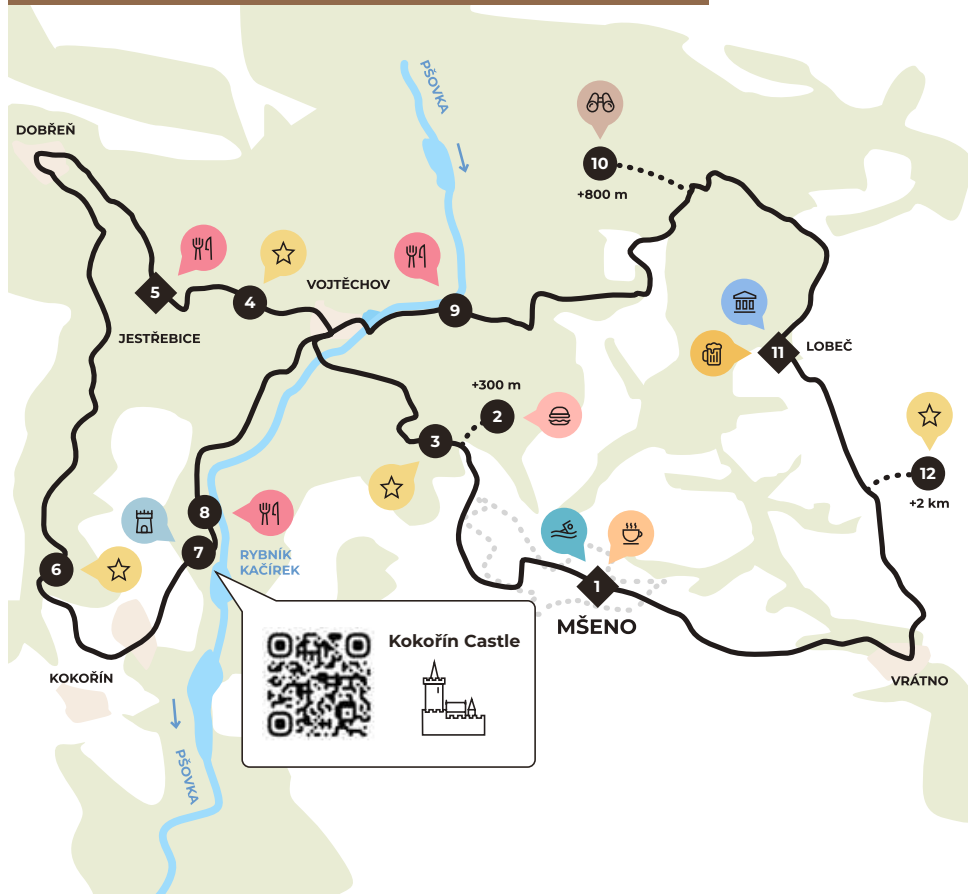 PŠOVKA
DOBŘEŇ
10
+800 m
5
4
VOJTĚCHOV
9
JESTŘEBICE
11
LOBEČ
+300 m
2
3
12
+2 km
8
7
RYBNÍK
KAČÍREK
6
1
MŠENO
Kokořín Castle
KOKOŘÍN
VRÁTNO
PŠOVKA